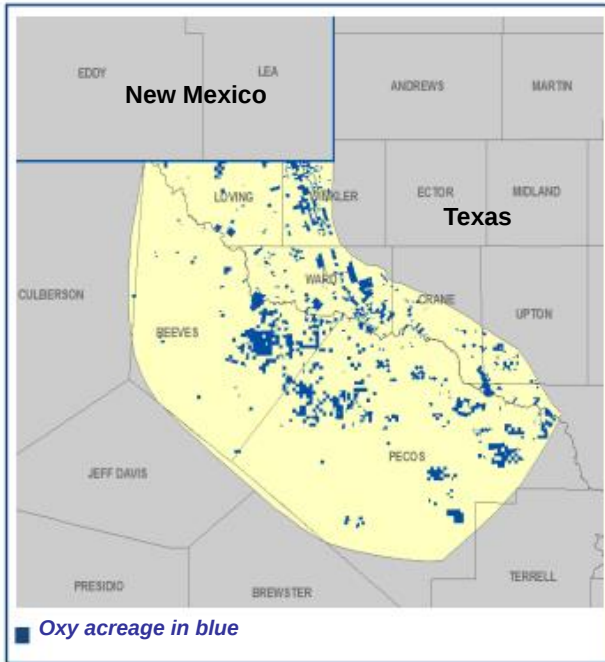 EDDY
LEA
New Mexico
ANDREWS
MARTIN
LOVING
WINKLER
ECTOR
MIDLAND
Texas
WARD
CULBERSON
CRANE
UPTON
REEVES
PECOS
JEFF DAVIS
PRESIDIO
BREWSTER
TERRELL
Oxy acreage in blue